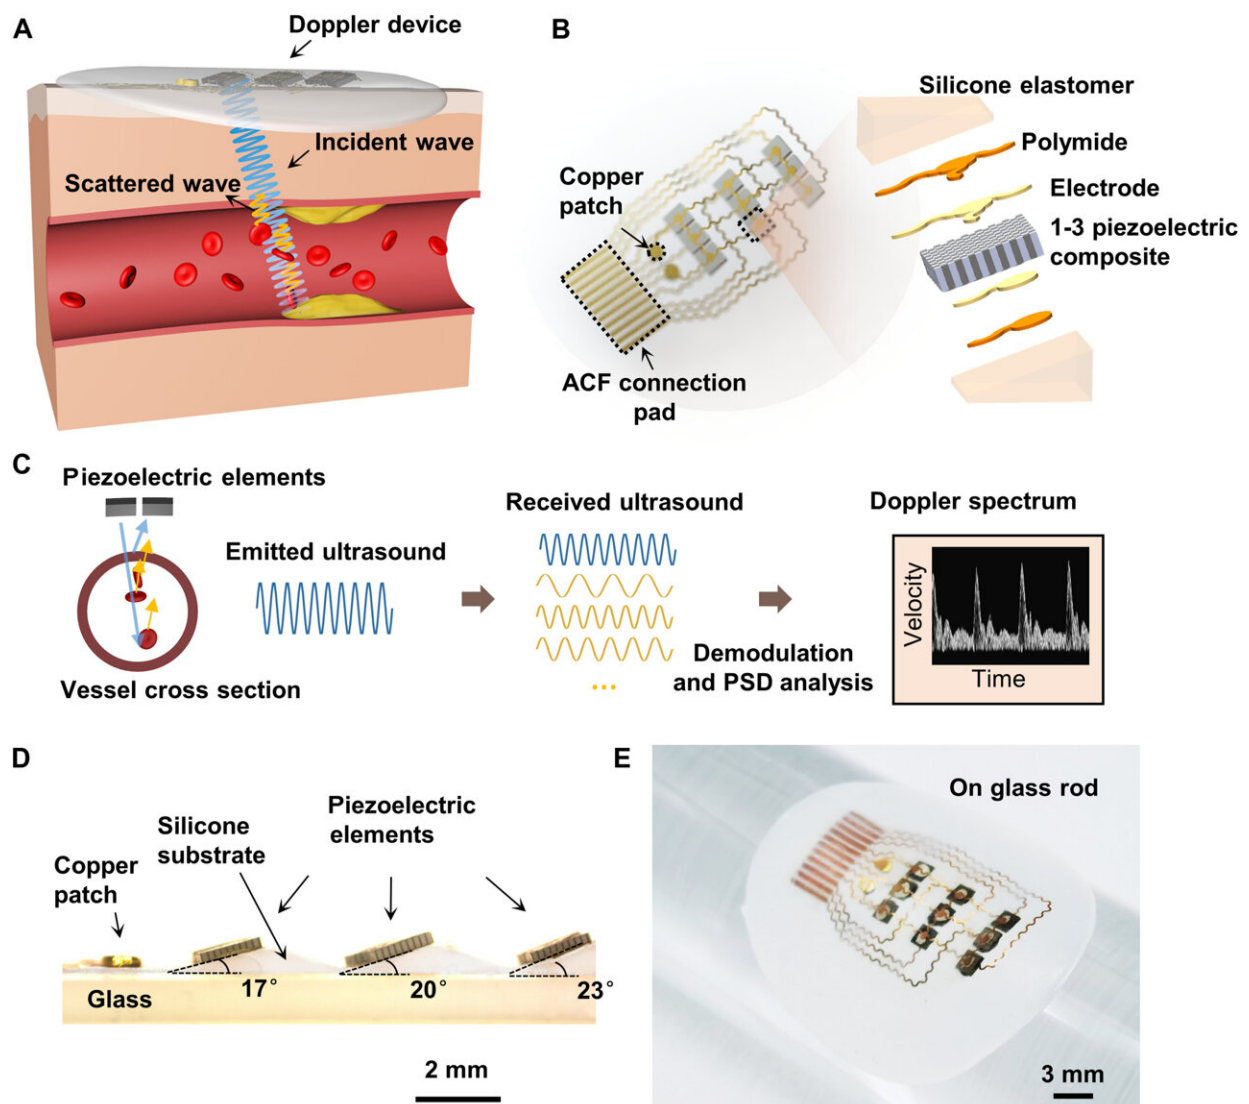 A
Doppler device
Incident wave
Scattered wave
B
Silicone elastomer
Polymide
Electrode
1-3 piezoelectric
composite
Copper
patch
ACF connection
pad
C
Piezoelectric elements
Vessel cross section
Emitted ultrasound
Received ultrasound
...
Demodulation
and PSD analysis
Doppler spectrum
Velocity
Time
D
Copper
patch
Silicone
substrate
Piezoelectric
elements
17°
20°
23°
Glass
2 mm
E
On glass rod
3 mm